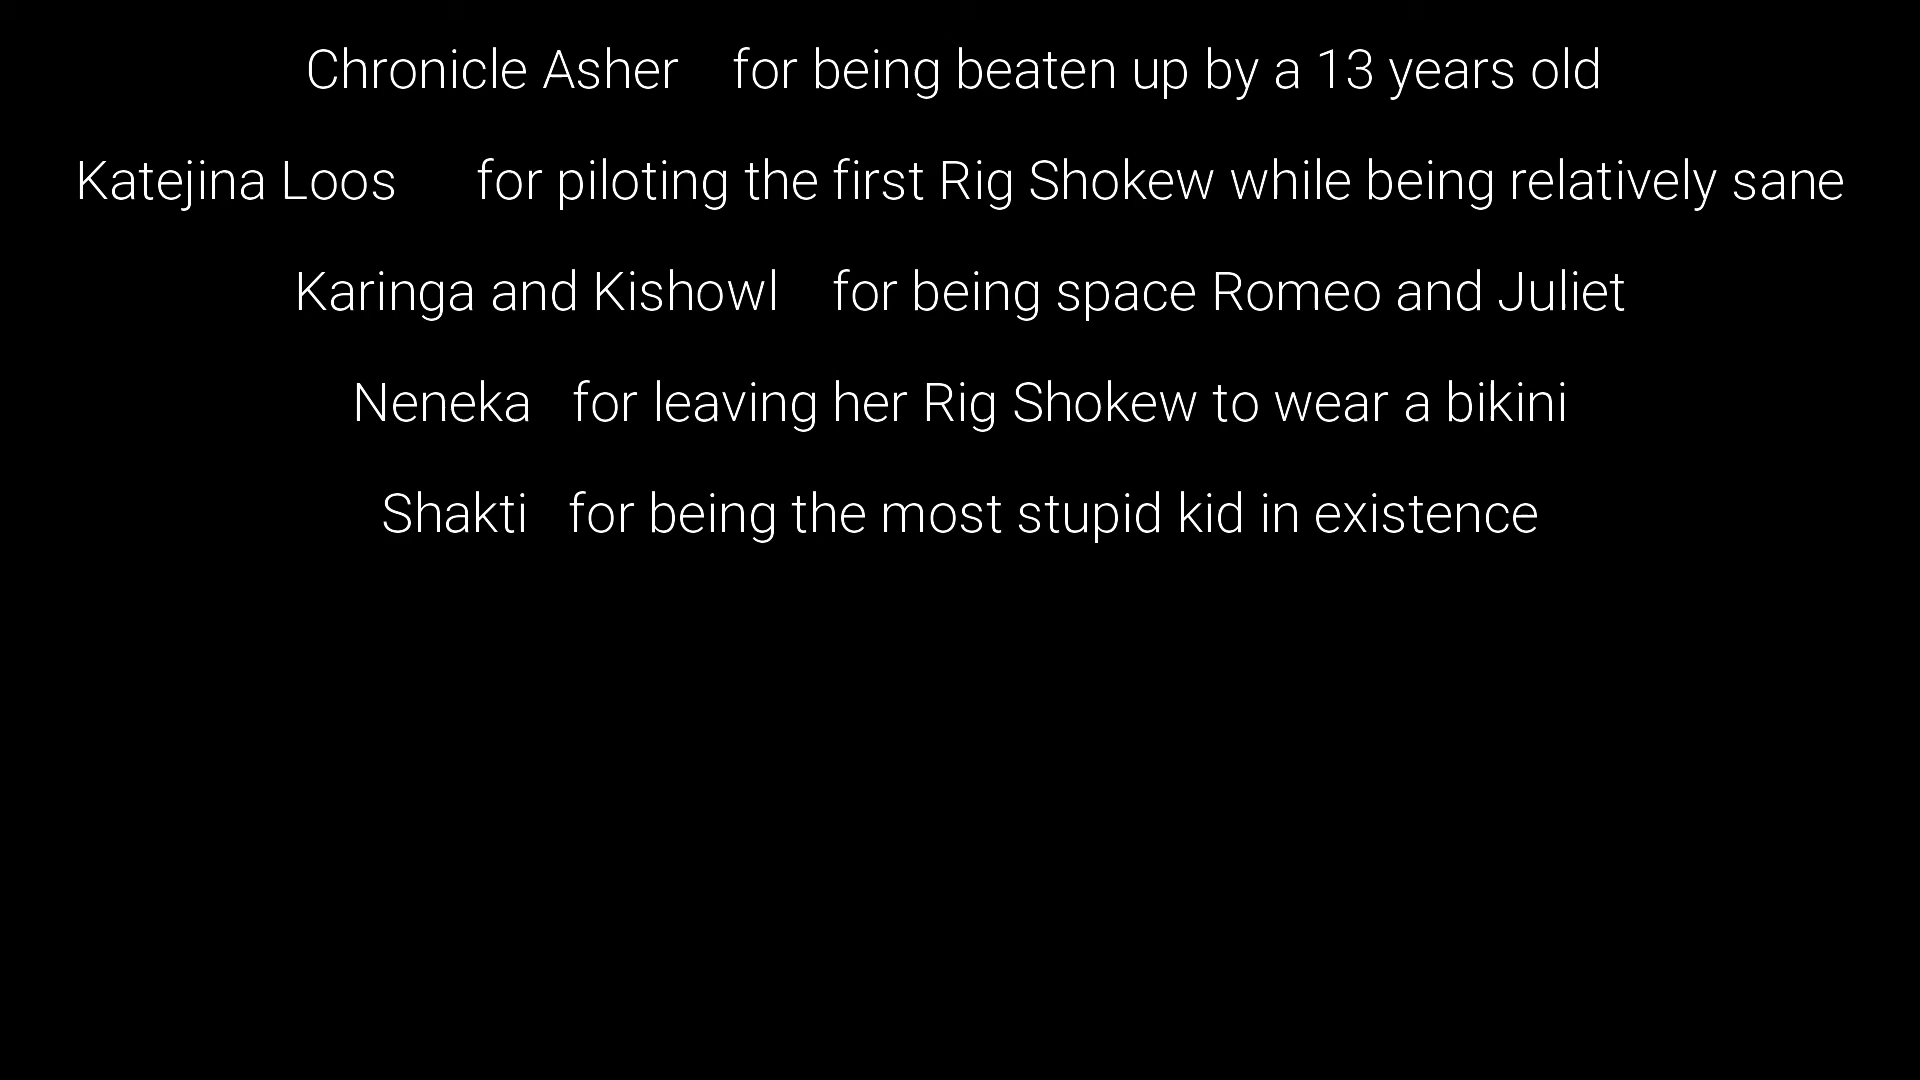 Chronicle Asher for being beaten up by a 13 years old
Katejina Loos for piloting the first Rig Shokew while being relatively sane
Karinga and Kishowl for being space Romeo and Juliet
Neneka for leaving her Rig Shokew to wear a bikini
Shakti for being the most stupid kid in existence